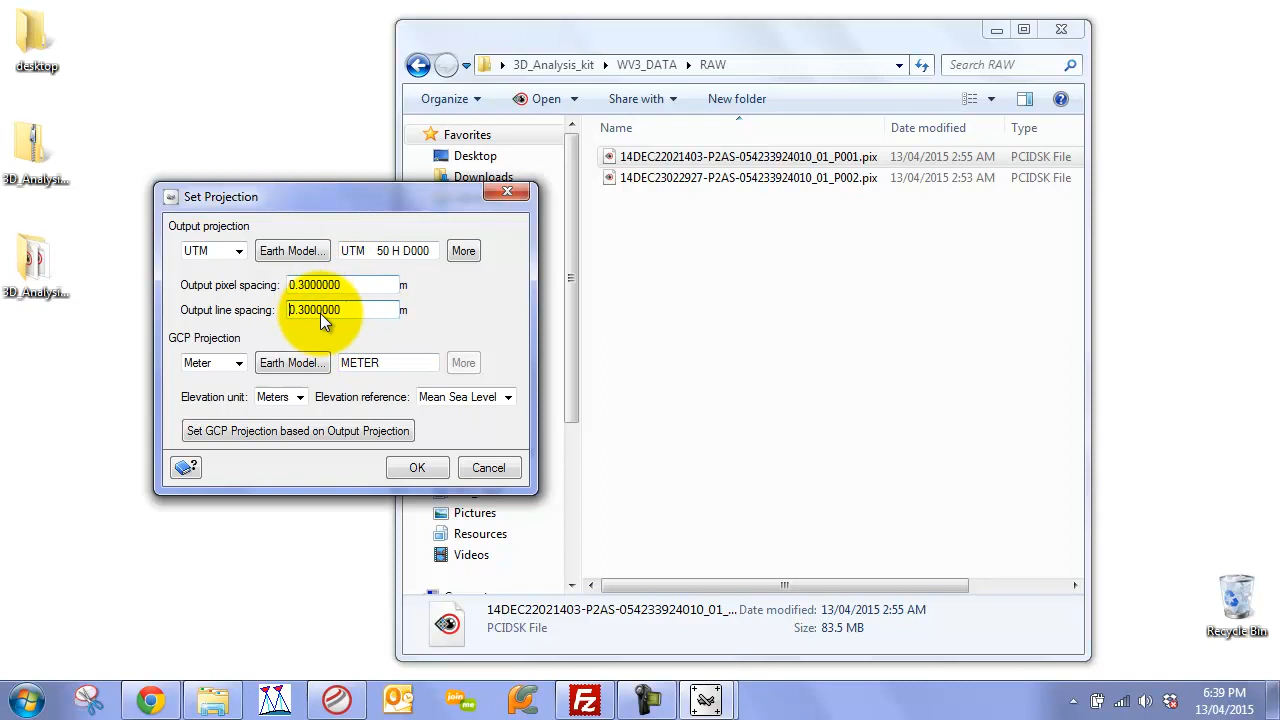 desktop
3D_Analysis...
3D_Analysis...
3D_Analysis_kit
WV3_DATA
RAW
Search RAW
Organize
Open
Share with
New folder
Name
Date modified
Type
Favorites
Desktop
Downloads
14DEC22021403-P2AS-054233924010_01_P001.pix
13/04/2015 2:55 AM
PCIDSK File
14DEC23022927-P2AS-054233924010_01_P002.pix
13/04/2015 2:53 AM
PCIDSK File
Set Projection
Output projection
UTM
Earth Model...
UTM 50 H D000
More
Output pixel spacing:
0.3000000
m
Output line spacing:
0.3000000
m
GCP Projection
Meter
Earth Model...
METER
More
Elevation unit:
Meters
Elevation reference:
Mean Sea Level
Set GCP Projection based on Output Projection
OK
Cancel
Pictures
Resources
Videos
14DEC22021403-P2AS-054233924010_01_...
Date modified: 13/04/2015 2:55 AM
PCIDSK File
Size: 83.5 MB
Recycle Bin
join me
6:39 PM
13/04/2015